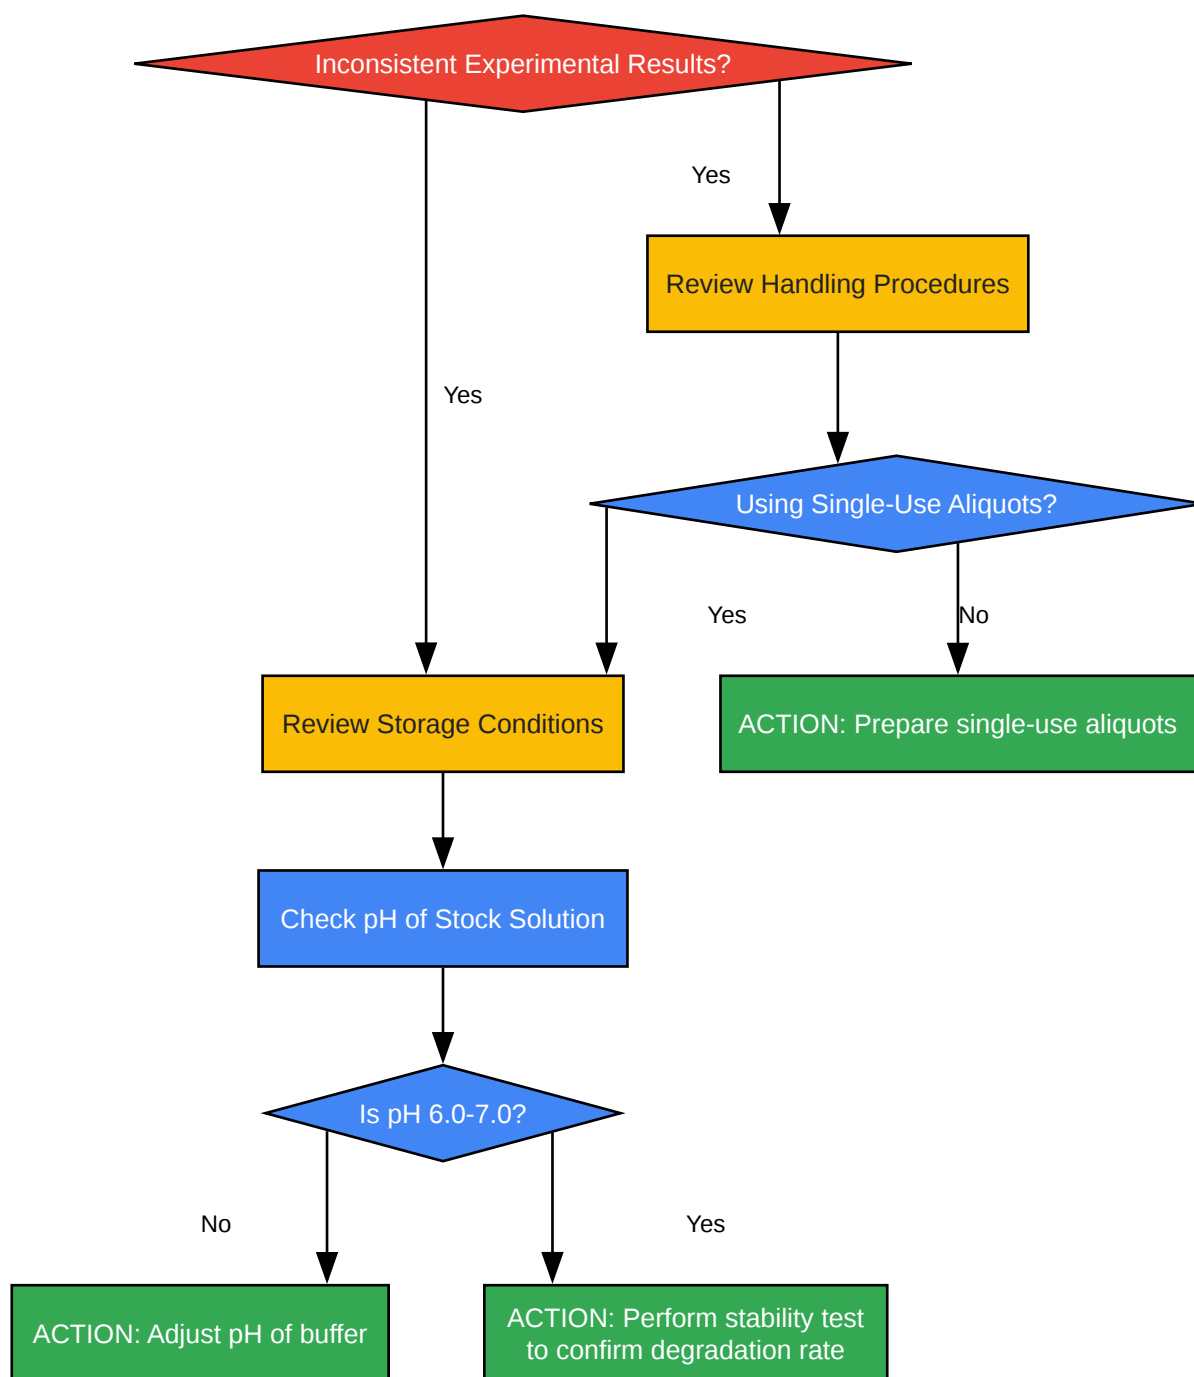 Inconsistent Experimental Results?
Yes
Review Handling Procedures
Yes
Using Single-Use Aliquots?
Yes
No
Review Storage Conditions
ACTION: Prepare single-use aliquots
Check pH of Stock Solution
Is pH 6.0-7.0?
No
Yes
ACTION: Adjust pH of buffer
ACTION: Perform stability test
to confirm degradation rate